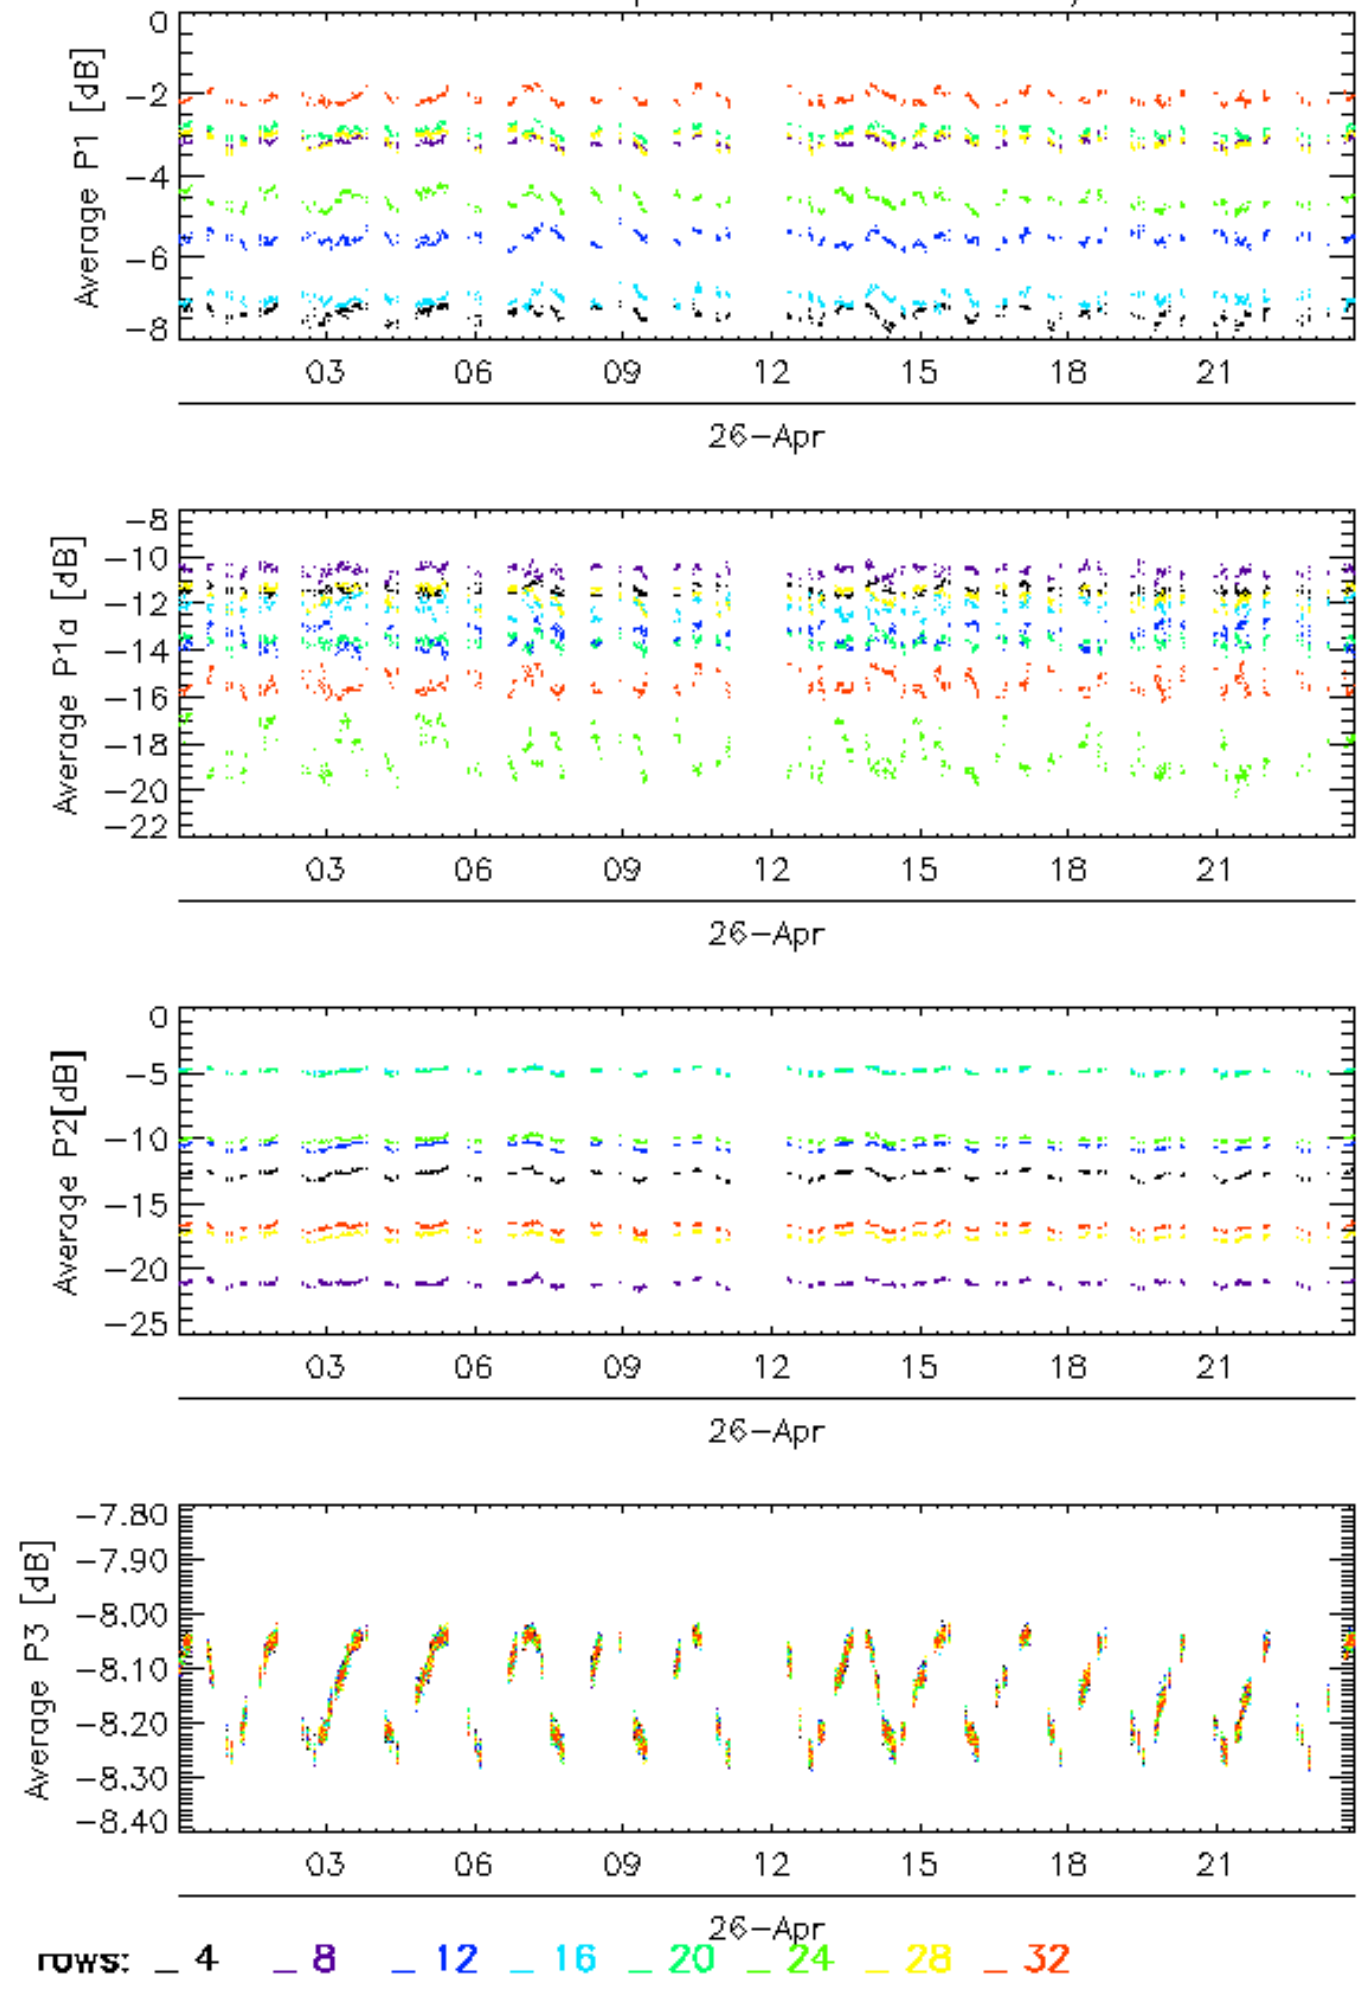 0
-2
-4
-6
-8
Average P1 [dB]
03 06 09 12 15 18 21
26-Apr
-8
-10
-12
-14
-16
-18
-20
-22
Average P1a [dB]
03 06 09 12 15 18 21
26-Apr
0
-5
-10
-15
-20
-25
Average P2[dB]
03 06 09 12 15 18 21
26-Apr
-7.80
-7.90
-8.00
-8.10
-8.20
-8.30
-8.40
Average P3 [dB]
03 06 09 12 15 18 21
26-Apr
rows: _ 4 _ 8 _ 12 _ 16 _ 20 _ 24 _ 28 _ 32